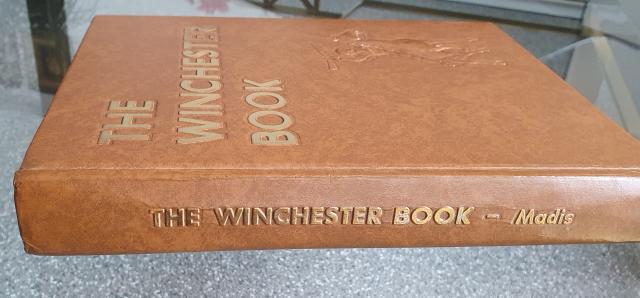 THE
WINCHESTER
BOOK
THE WINCHESTER BOOK - Madis